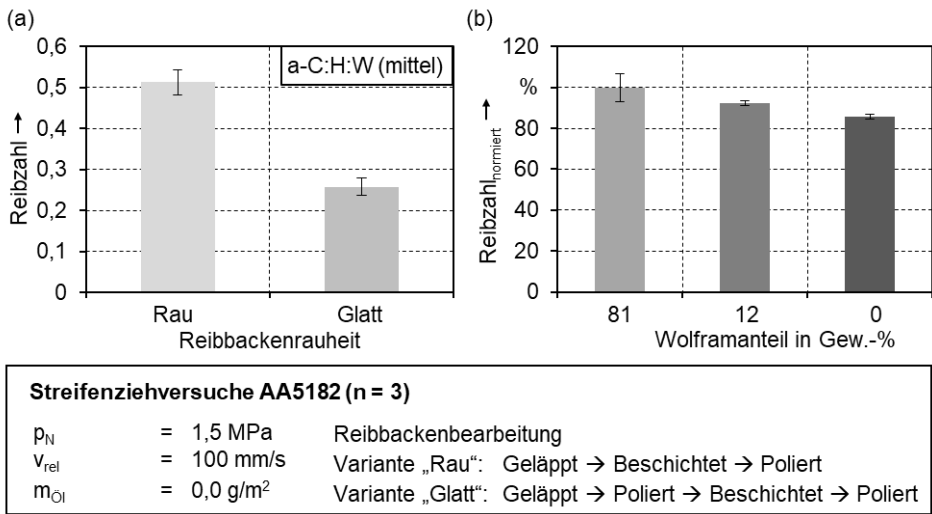 (a)
0,6
0,5
0,4
0,3
0,2
0,1
0
Reibzahl →
a-C:H:W (mittel)
Rau Glatt
Reibbackenrauheit
(b)
120
%
80
60
40
20
0
Reibzahl normiert →
81 12 0
Wolframanteil in Gew.-%
Streifenziehversuche AA5182 (n = 3)
pN = 1,5 MPa Reibbackenbearbeitung
vrel = 100 mm/s Variante „Rau“: Geläppt → Beschichtet → Poliert
mÖl = 0,0 g/m² Variante „Glatt“: Geläppt → Poliert → Beschichtet → Poliert